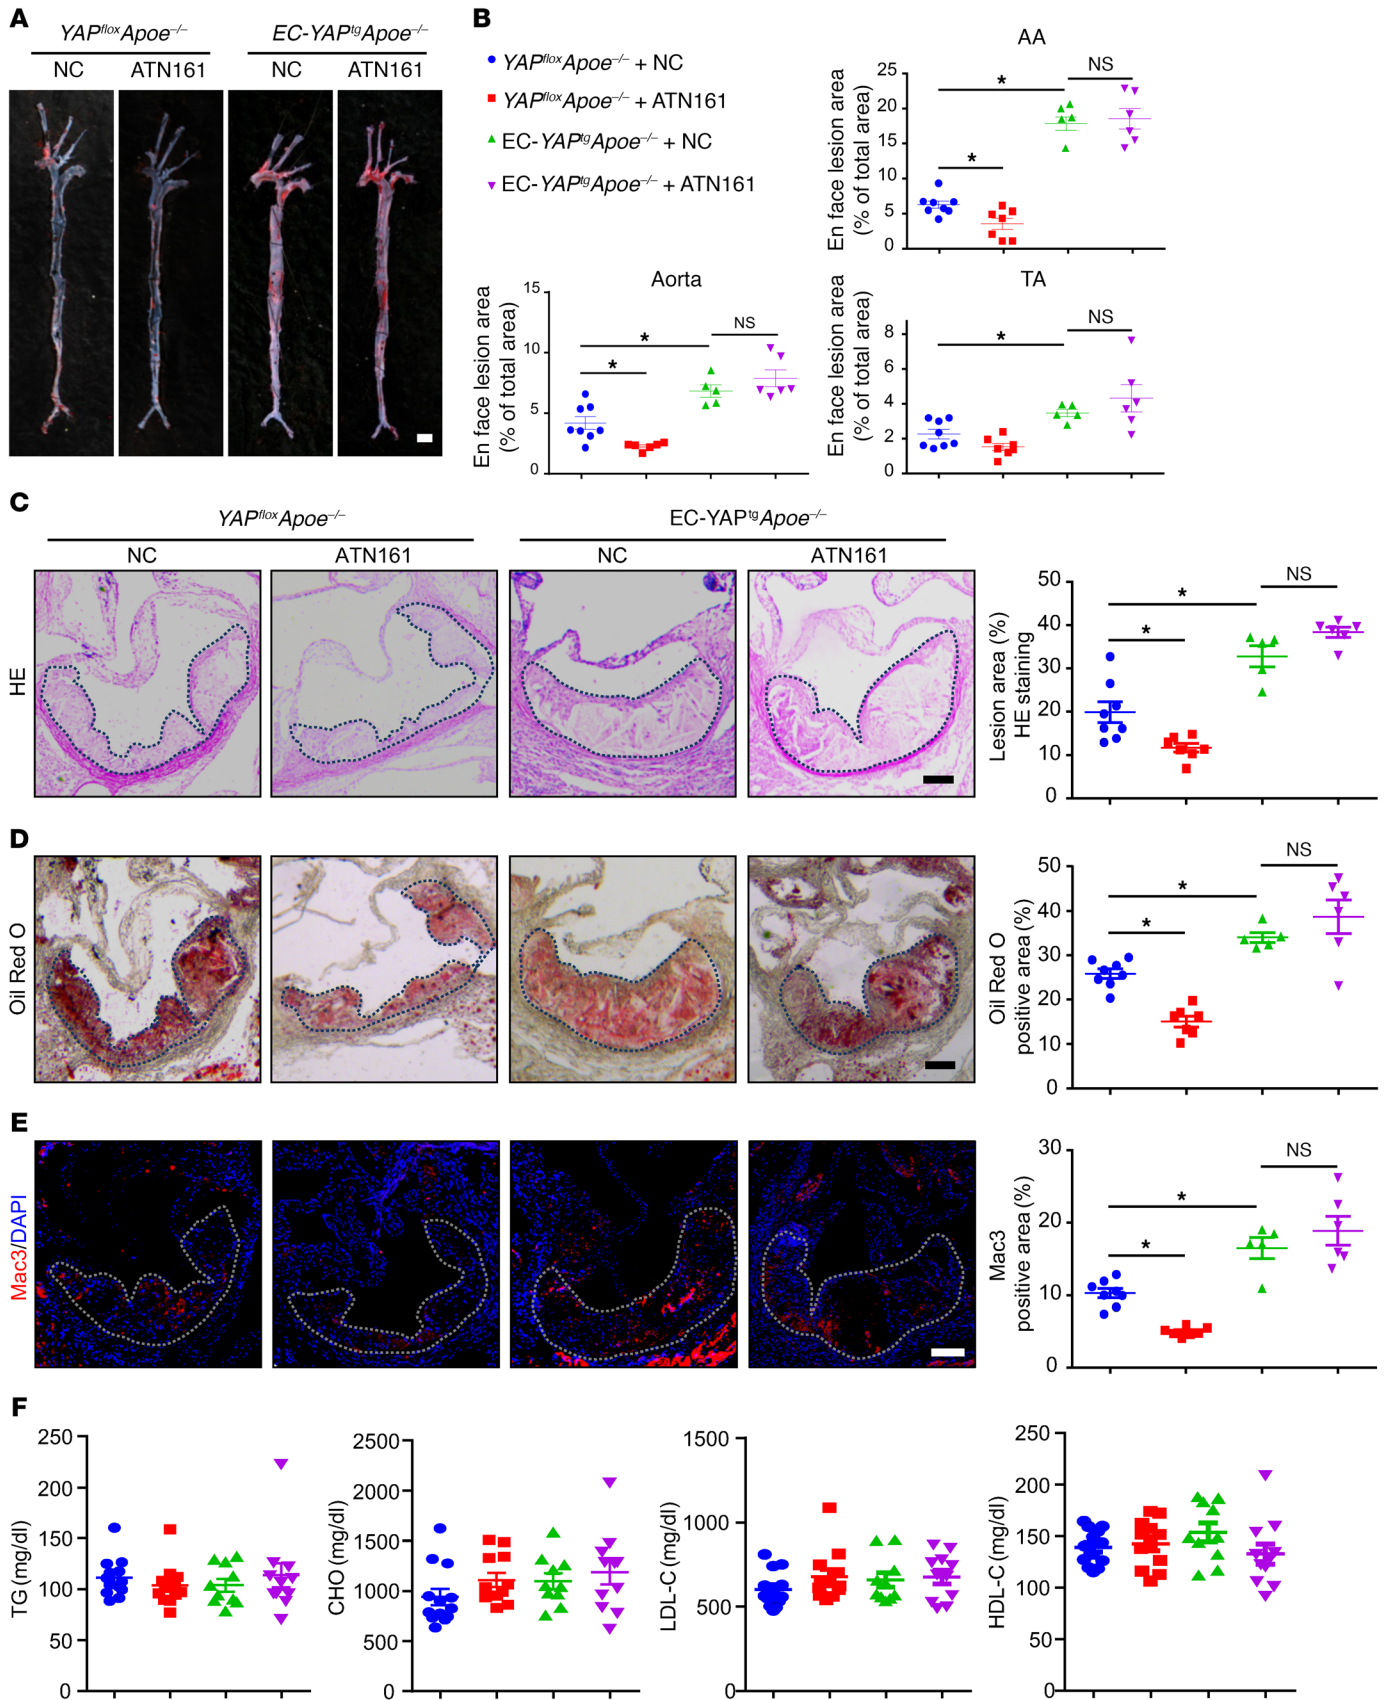 A
YAPfloxApoe–/–
EC-YAPtgApoe–/–
NC
ATN161
NC
ATN161
B
YAPfloxApoe–/– + NC
YAPfloxApoe–/– + ATN161
EC-YAPtgApoe–/– + NC
EC-YAPtgApoe–/– + ATN161
AA
En face lesion area
(% of total area)
25
20
15
10
5
0
*
*
NS
Aorta
En face lesion area
(% of total area)
15
10
5
0
*
*
NS
TA
En face lesion area
(% of total area)
8
6
4
2
0
*
NS
C
YAPfloxApoe–/–
EC-YAPtgApoe–/–
NC
ATN161
NC
ATN161
HE
Lesion area (%)
HE staining
50
40
30
20
10
0
*
*
NS
D
Oil Red O
Oil Red O
positive area (%)
50
40
30
20
10
0
*
*
NS
E
Mac3/DAPI
Mac3
positive area (%)
30
20
10
0
*
*
NS
F
TG (mg/dl)
250
200
150
100
50
0
CHO (mg/dl)
2500
2000
1500
1000
500
0
LDL-C (mg/dl)
1500
1000
500
0
HDL-C (mg/dl)
250
200
150
100
50
0